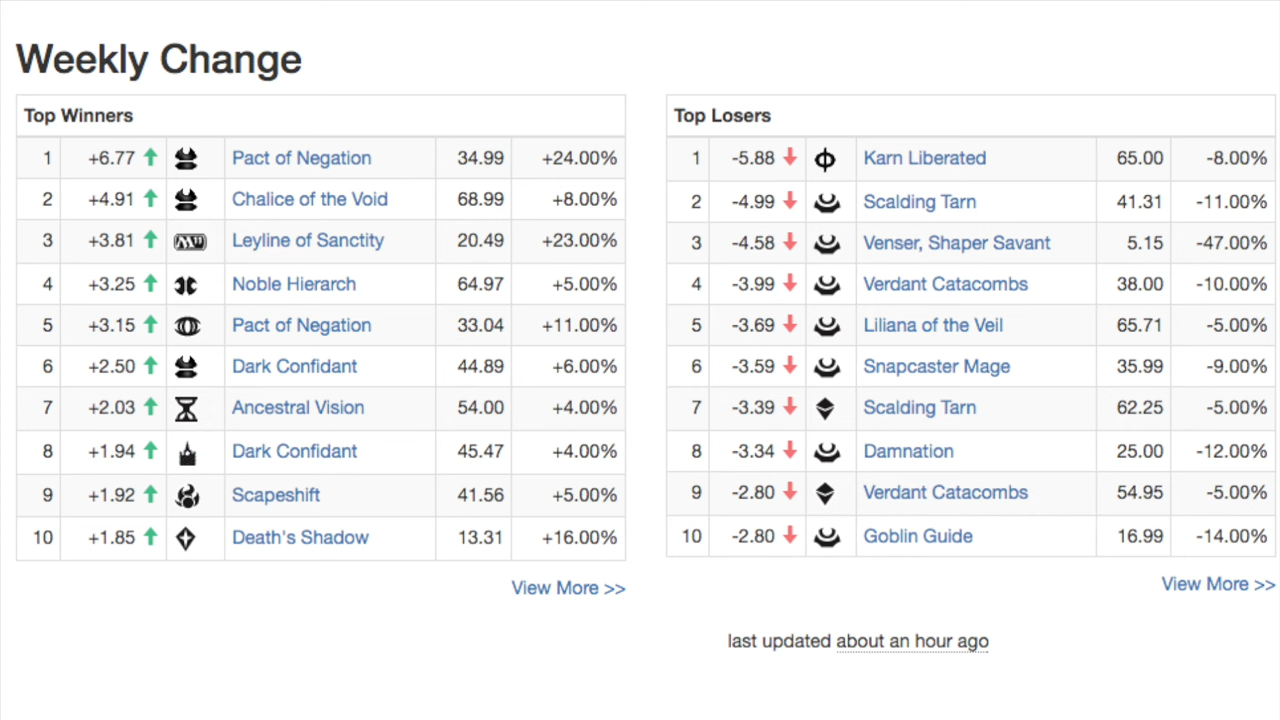 Weekly Change
Top Winners
1 +6.77 Pact of Negation 34.99 +24.00%
2 +4.91 Chalice of the Void 68.99 +8.00%
3 +3.81 Leyline of Sanctity 20.49 +23.00%
4 +3.25 Noble Hierarch 64.97 +5.00%
5 +3.15 Pact of Negation 33.04 +11.00%
6 +2.50 Dark Confidant 44.89 +6.00%
7 +2.03 Ancestral Vision 54.00 +4.00%
8 +1.94 Dark Confidant 45.47 +4.00%
9 +1.92 Scapeshift 41.56 +5.00%
10 +1.85 Death's Shadow 13.31 +16.00%
View More >>
Top Losers
1 -5.88 Karn Liberated 65.00 -8.00%
2 -4.99 Scalding Tarn 41.31 -11.00%
3 -4.58 Venser, Shaper Savant 5.15 -47.00%
4 -3.99 Verdant Catacombs 38.00 -10.00%
5 -3.69 Liliana of the Veil 65.71 -5.00%
6 -3.59 Snapcaster Mage 35.99 -9.00%
7 -3.39 Scalding Tarn 62.25 -5.00%
8 -3.34 Damnation 25.00 -12.00%
9 -2.80 Verdant Catacombs 54.95 -5.00%
10 -2.80 Goblin Guide 16.99 -14.00%
View More >>
last updated about an hour ago